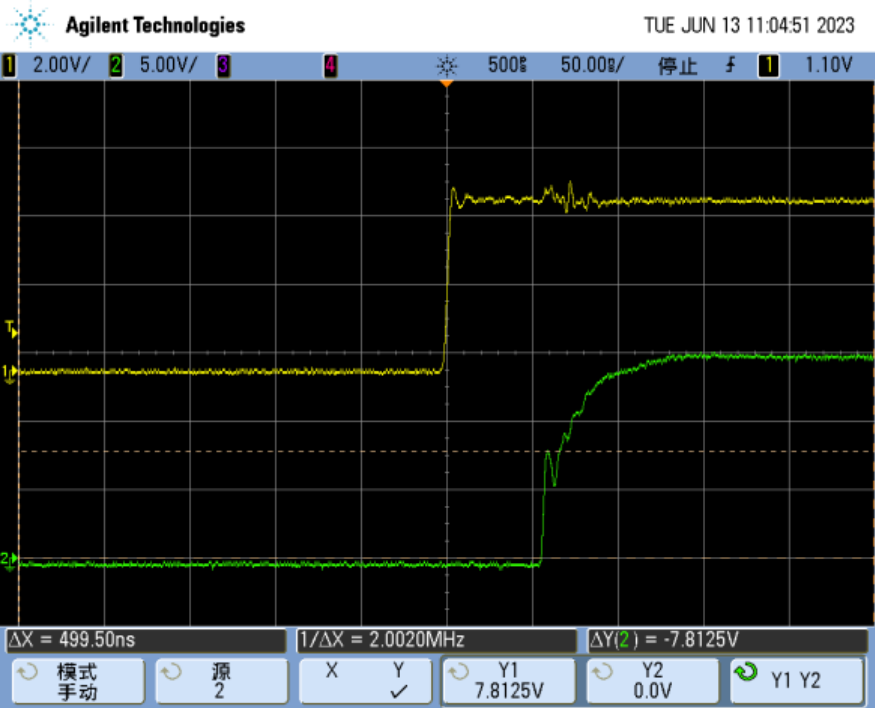 Agilent Technologies TUE JUN 13 11:04:51 2023
1 2.00V/ 2 5.00V/ 3 4 500ns 50.00ns/ 停止 1 1.10V
T
1
2
ΔX = 499.50ns 1/ΔX = 2.0020MHz ΔY(2) = -7.8125V
模式 源 X Y Y1 Y2 Y1 Y2
手动 2 7.8125V 0.0V